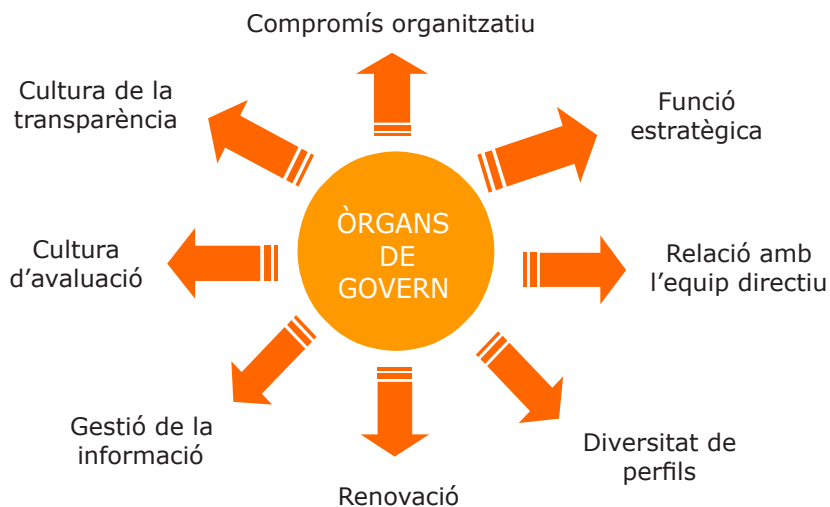 Compromís organitzatiu
Funció
estratègica
Relació amb
l’equip directiu
Diversitat de
perfils
Renovació
Gestió de la
informació
Cultura
d’avaluació
Cultura de la
transparència
ÒRGANS
DE
GOVERN